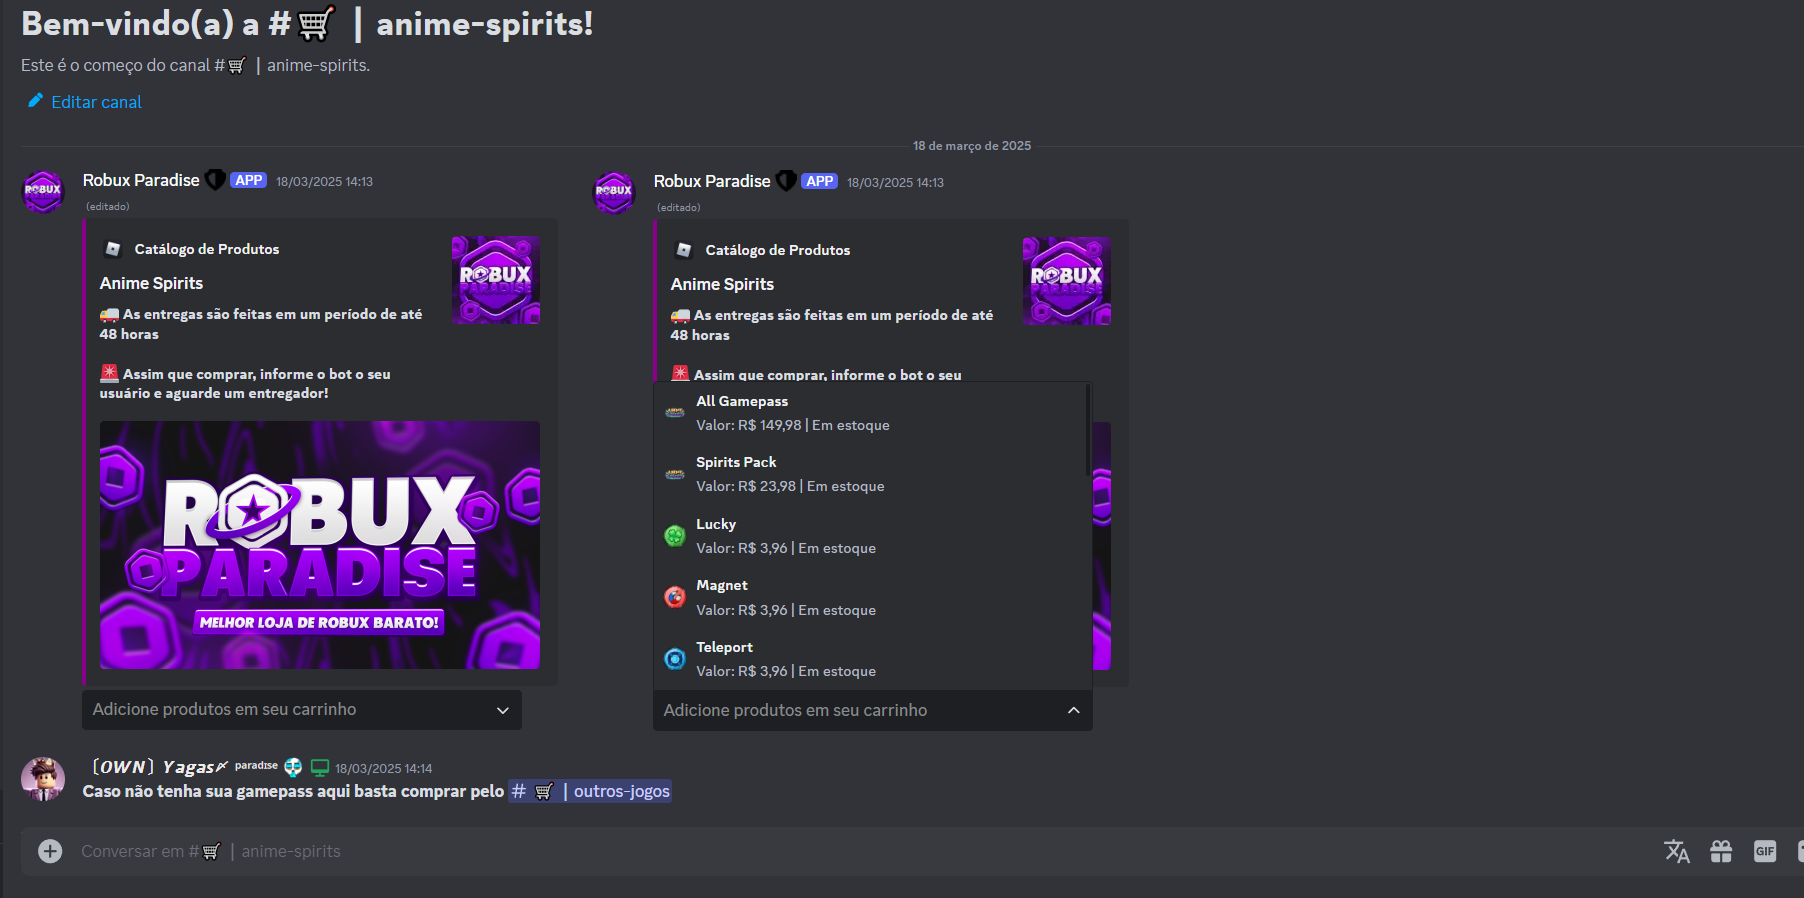 Bem-vindo(a) a #🛒 | anime-spirits!
Este é o começo do canal #🛒 | anime-spirits.
Editar canal
18 de março de 2025
Robux Paradise APP 18/03/2025 14:13
(editado)
Catálogo de Produtos
Anime Spirits
🚚 As entregas são feitas em um período de até
48 horas
🚨 Assim que comprar, informe o bot o seu
usuário e aguarde um entregador!
ROBUX
PARADISE
ROBUX
PARADISE
MELHOR LOJA DE ROBUX BARATO!
Adicione produtos em seu carrinho
Robux Paradise APP 18/03/2025 14:13
(editado)
Catálogo de Produtos
Anime Spirits
🚚 As entregas são feitas em um período de até
48 horas
🚨 Assim que comprar, informe o bot o seu
ROBUX
PARADISE
All Gamepass
Valor: R$ 149,98 | Em estoque
Spirits Pack
Valor: R$ 23,98 | Em estoque
Lucky
Valor: R$ 3,96 | Em estoque
Magnet
Valor: R$ 3,96 | Em estoque
Teleport
Valor: R$ 3,96 | Em estoque
Adicione produtos em seu carrinho
〔OWN〕Yagas〆 ᵖᵃʳᵃᵈᶦˢᵉ 18/03/2025 14:14
Caso não tenha sua gamepass aqui basta comprar pelo # 🛒 | outros-jogos
Conversar em #🛒 | anime-spirits
GIF